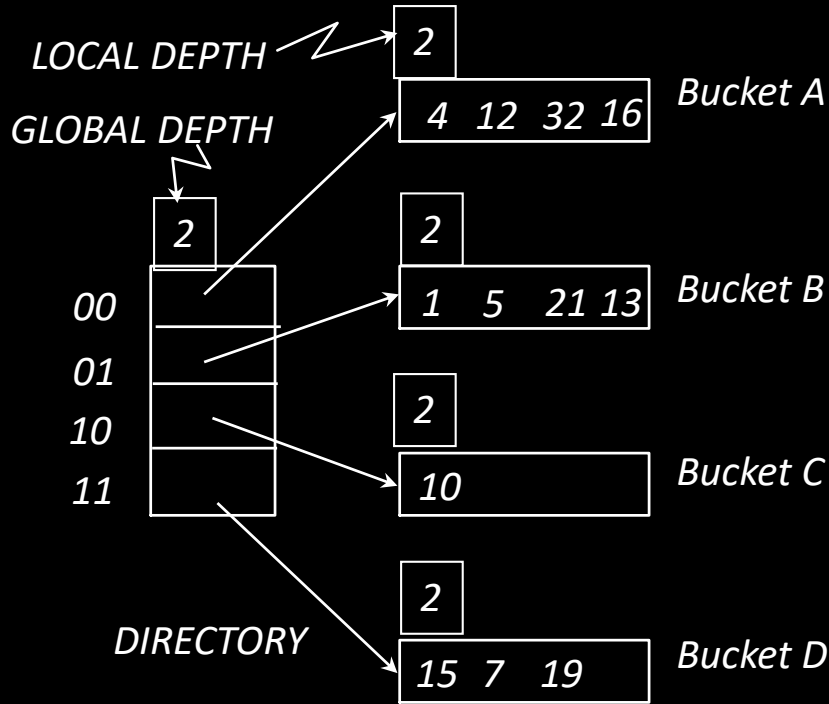 LOCAL DEPTH
2
Bucket A
4 12 32 16
GLOBAL DEPTH
2
2
Bucket B
00
1 5 21 13
01
2
10
Bucket C
10
11
2
DIRECTORY
Bucket D
15 7 19